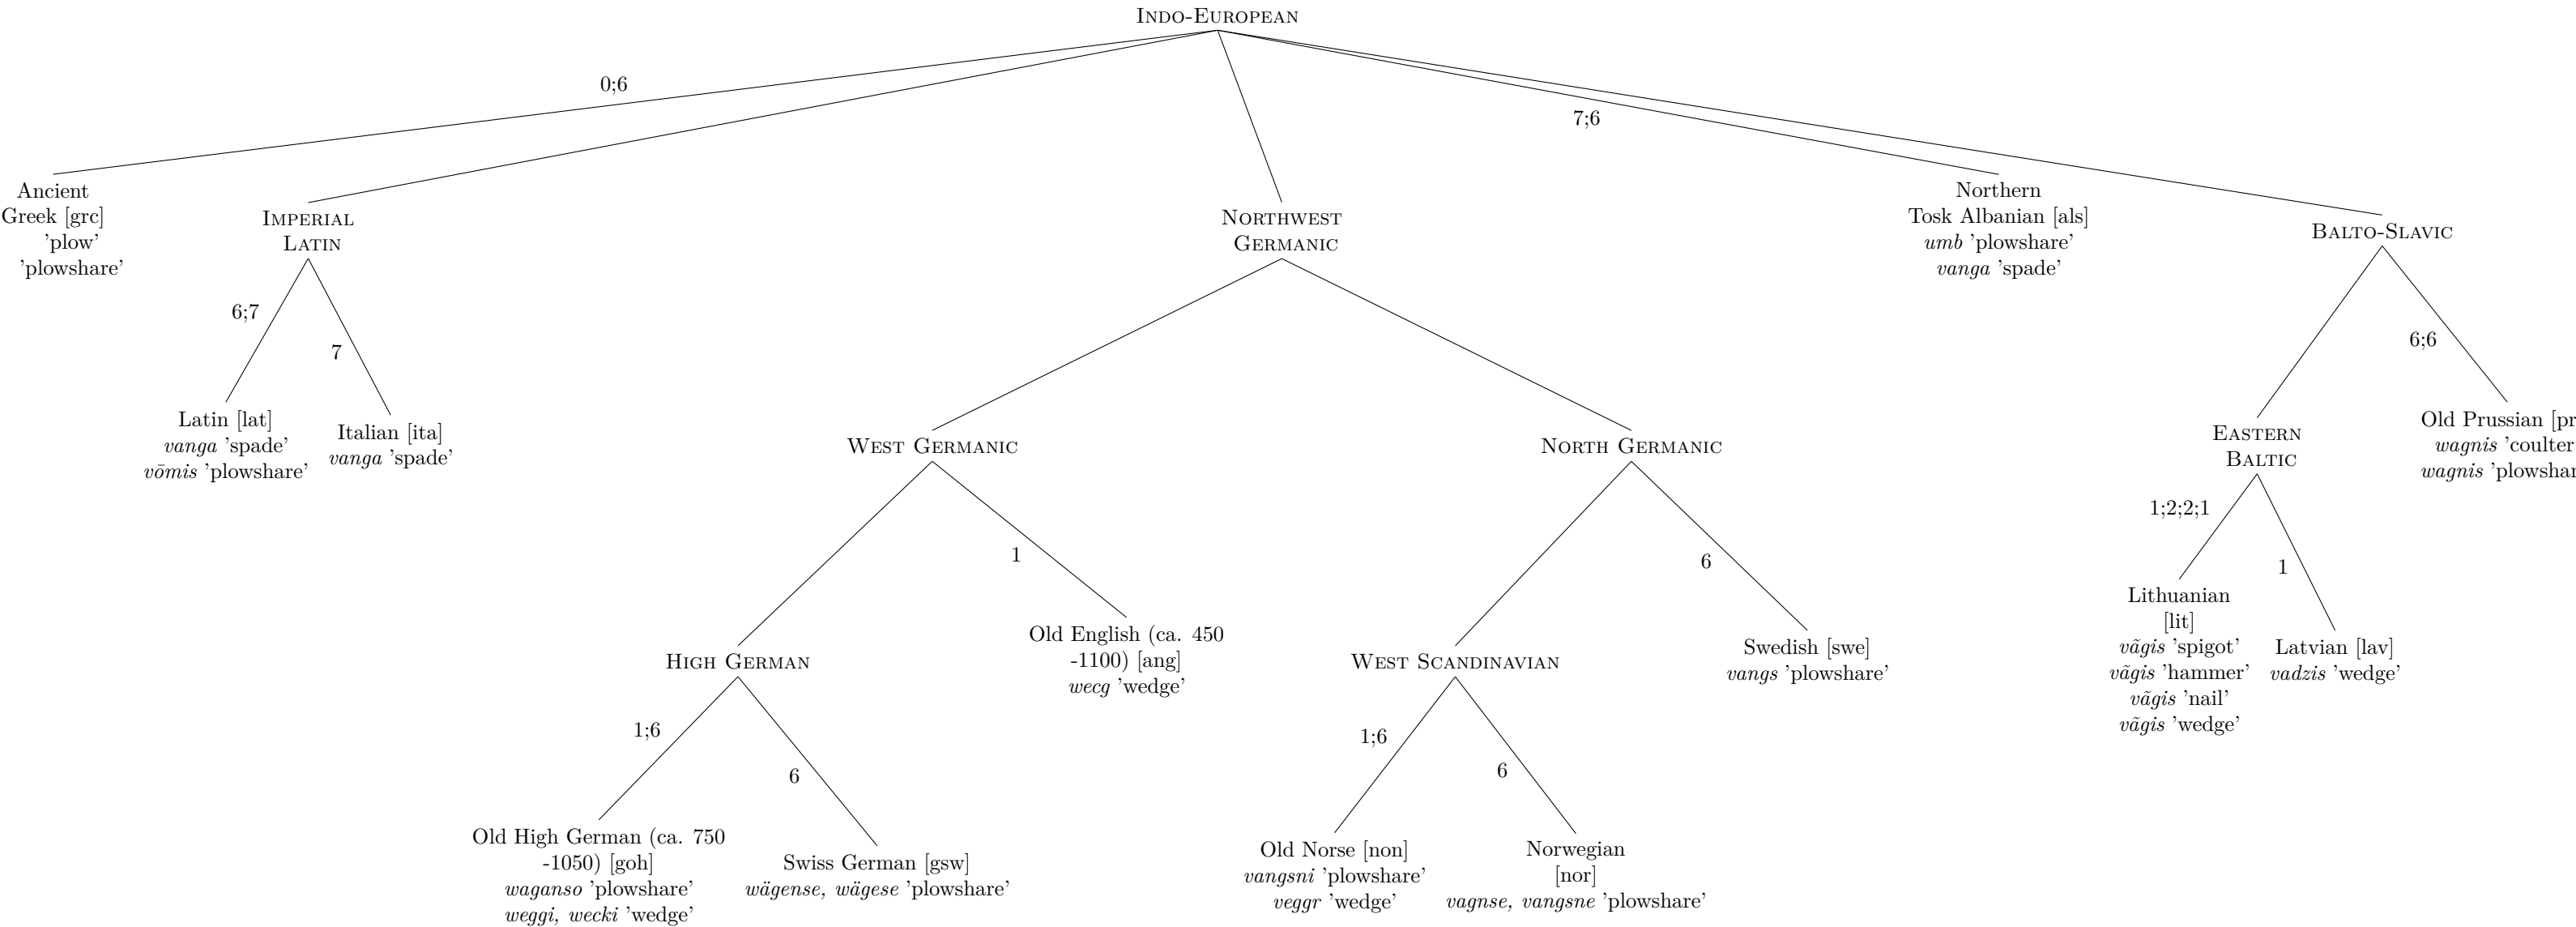 INDO-EUROPEAN
0;6
7;6
Ancient
Greek [grc]
'plow'
'plowshare'
IMPERIAL
LATIN
NORTHWEST
GERMANIC
Northern
Tosk Albanian [als]
umb 'plowshare'
vanga 'spade'
BALTO-SLAVIC
6;7
7
6;6
Latin [lat]
vanga 'spade'
vōmis 'plowshare'
Italian [ita]
vanga 'spade'
WEST GERMANIC
NORTH GERMANIC
EASTERN
BALTIC
Old Prussian [pr
wagnis 'coulter
wagnis 'plowshar
1;2;2;1
1
1
6
Old English (ca. 450
-1100) [ang]
wecg 'wedge'
HIGH GERMAN
WEST SCANDINAVIAN
Swedish [swe]
vangs 'plowshare'
Lithuanian
[lit]
vãgis 'spigot'
vãgis 'hammer'
vãgis 'nail'
vãgis 'wedge'
Latvian [lav]
vadzis 'wedge'
1;6
6
1;6
6
Old High German (ca. 750
-1050) [goh]
waganso 'plowshare'
weggi, wecki 'wedge'
Swiss German [gsw]
wägense, wägese 'plowshare'
Old Norse [non]
vangsni 'plowshare'
veggr 'wedge'
Norwegian
[nor]
vagnse, vangsne 'plowshare'